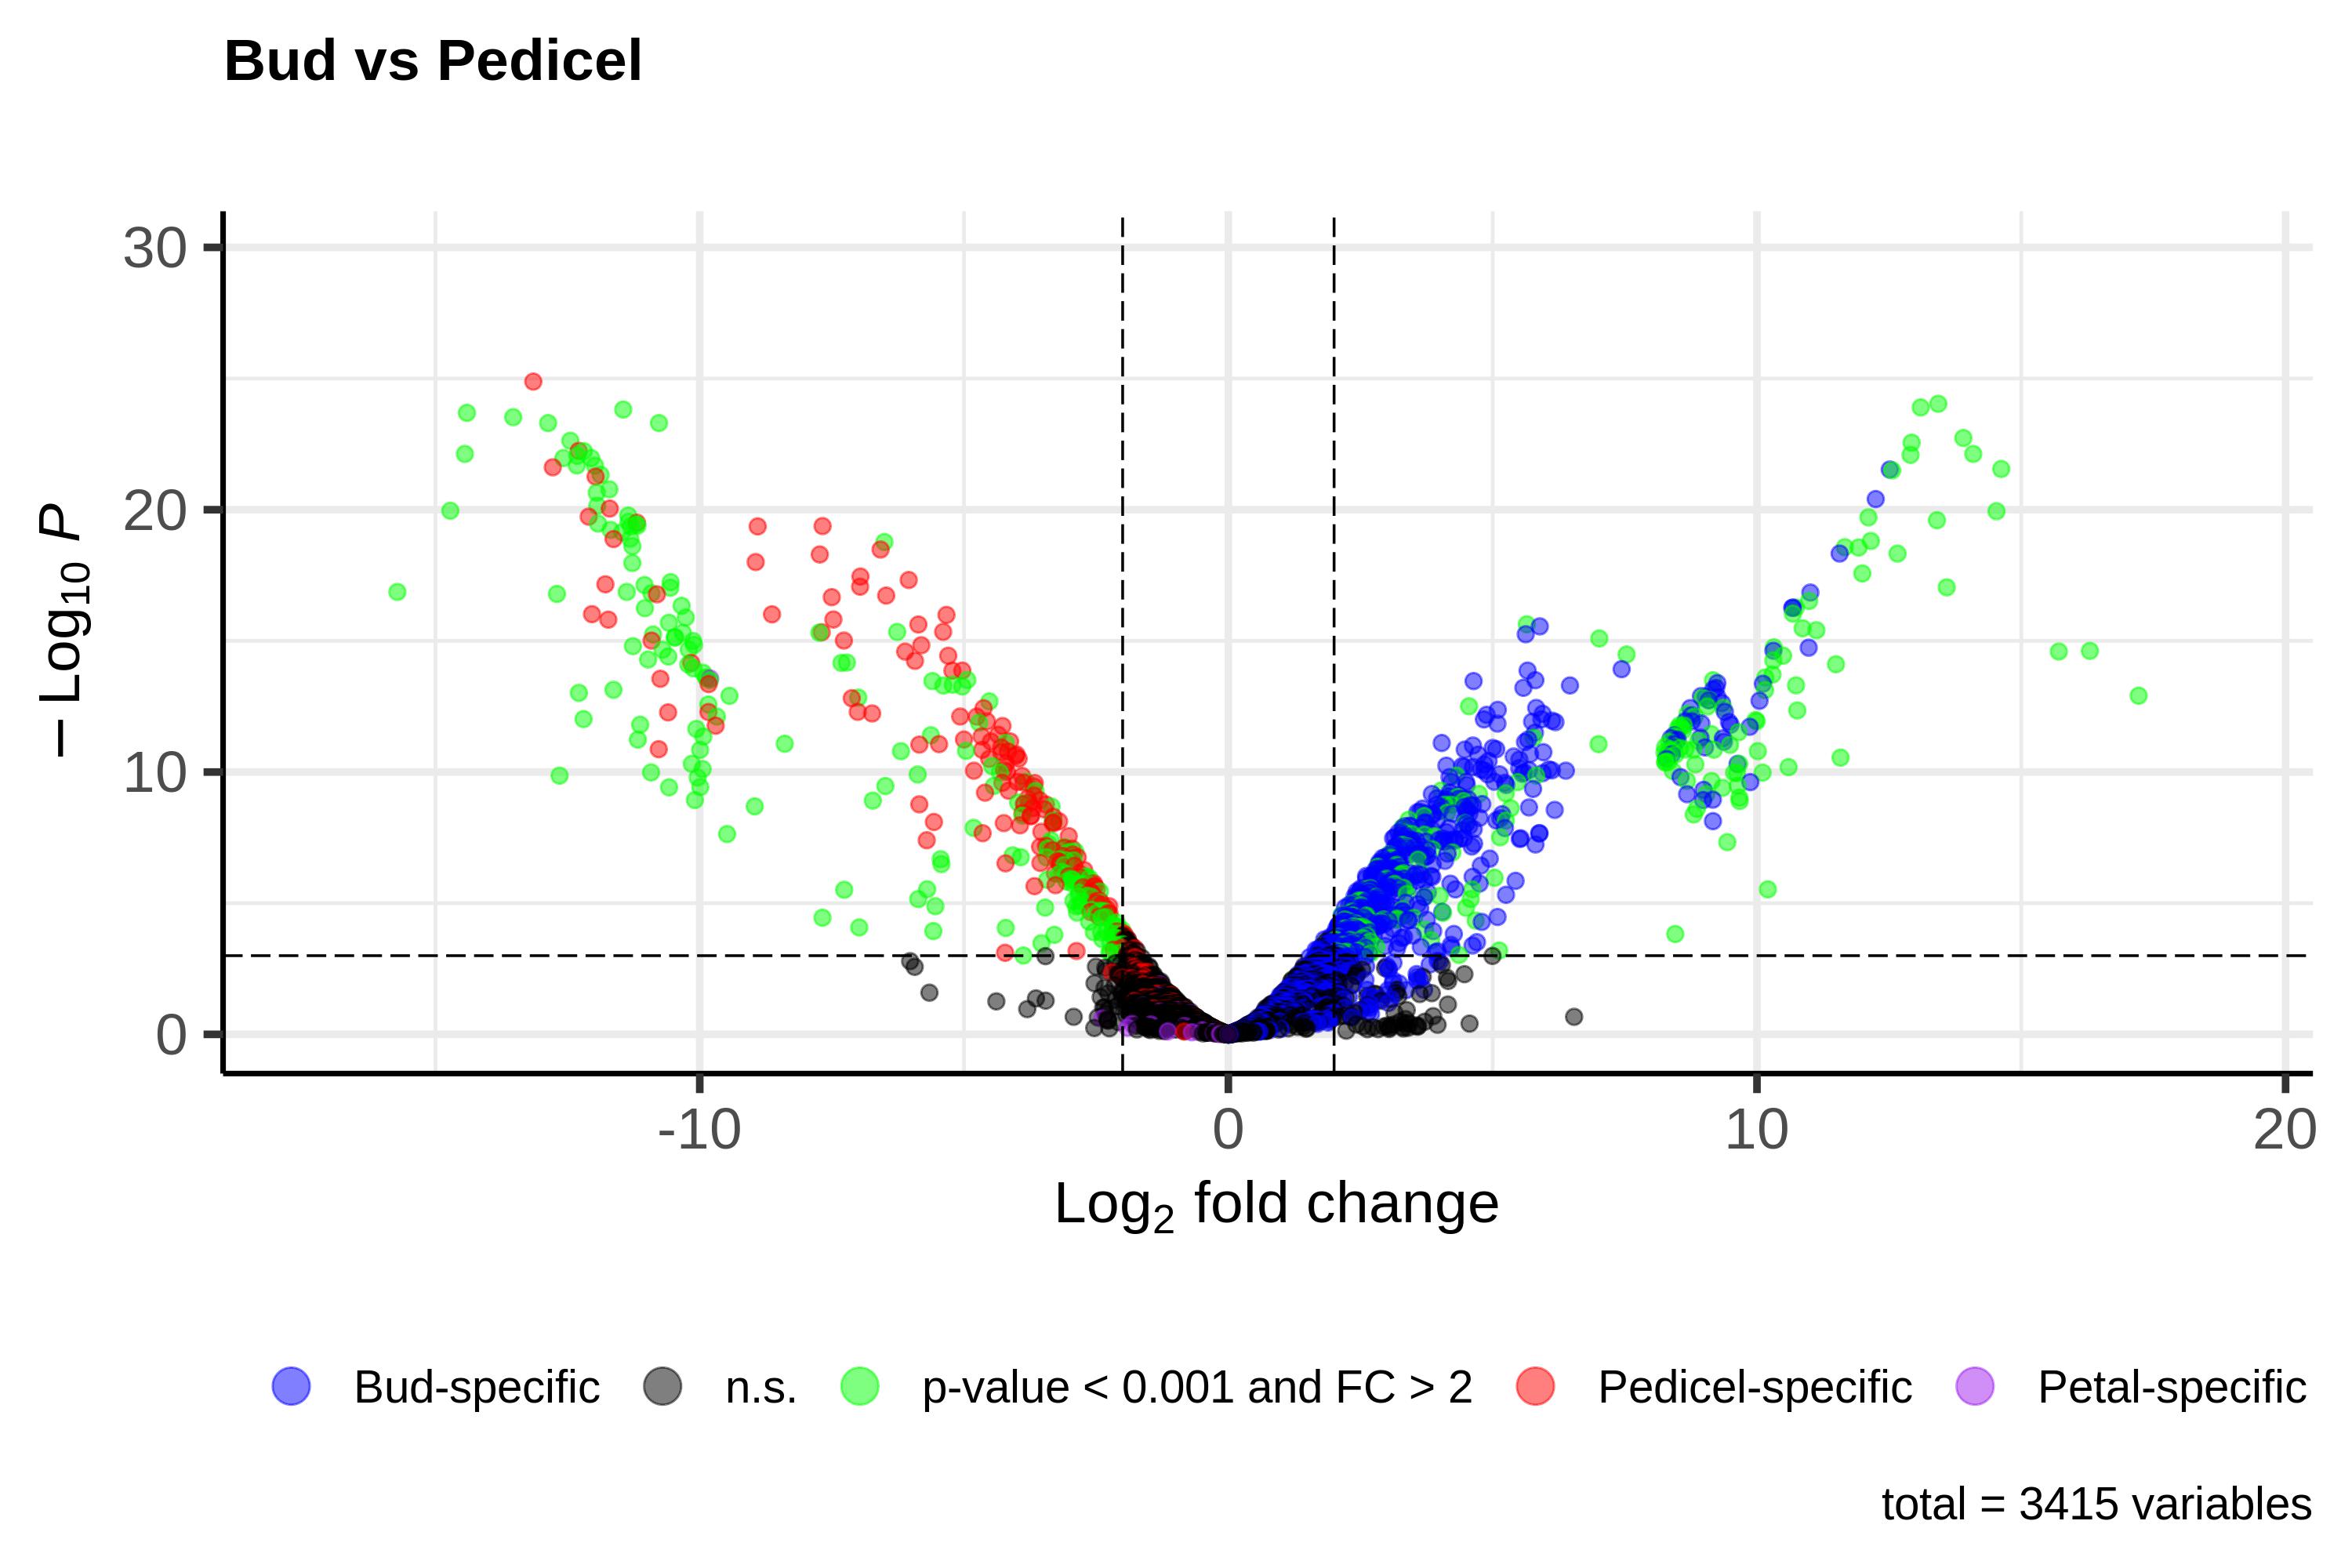 Bud vs Pedicel
− Log10 P
30
20
10
0
-10 0 10 20
Log2 fold change
Bud-specific n.s. p-value < 0.001 and FC > 2 Pedicel-specific Petal-specific
total = 3415 variables